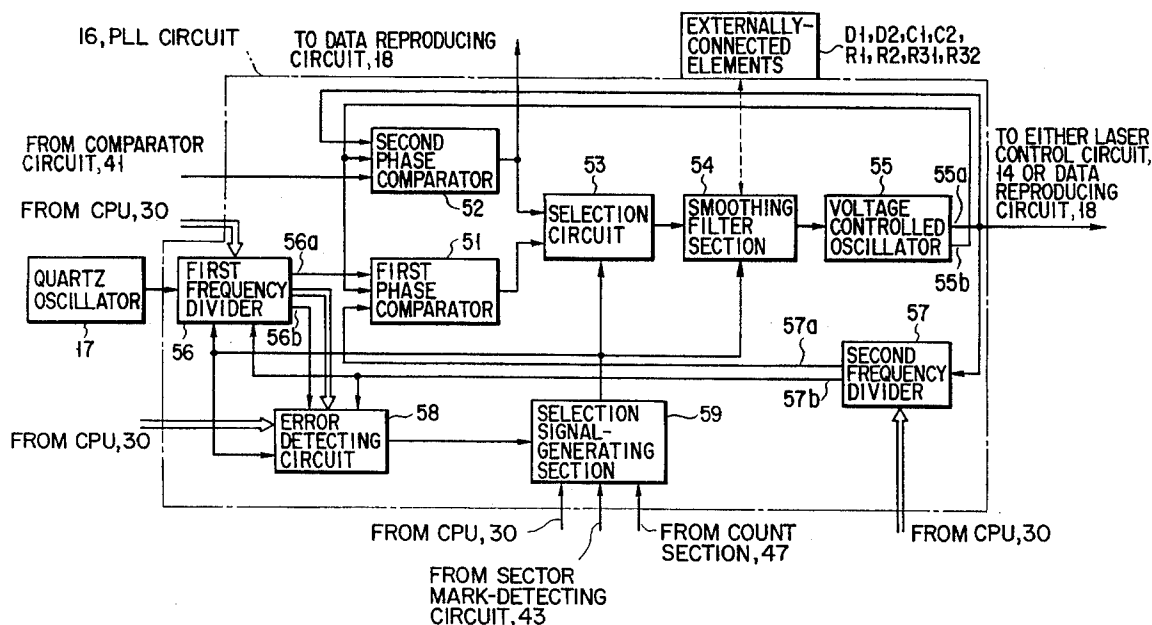 16, PLL CIRCUIT
TO DATA REPRODUCING
CIRCUIT, 18
EXTERNALLY-
CONNECTED
ELEMENTS
D1, D2, C1, C2,
R1, R2, R31, R32
FROM COMPARATOR
CIRCUIT, 41
SECOND
PHASE
COMPARATOR
52
53
SELECTION
CIRCUIT
54
SMOOTHING
FILTER
SECTION
55
VOLTAGE
CONTROLLED
OSCILLATOR
55a
55b
TO EITHER LASER
CONTROL CIRCUIT,
14 OR DATA
REPRODUCING
CIRCUIT, 18
FROM CPU, 30
QUARTZ
OSCILLATOR
17
FIRST
FREQUENCY
DIVIDER
56
56a
56b
51
FIRST
PHASE
COMPARATOR
57a
57b
57
SECOND
FREQUENCY
DIVIDER
FROM CPU, 30
ERROR
DETECTING
CIRCUIT
58
SELECTION
SIGNAL-
GENERATING
SECTION
59
FROM CPU, 30
FROM SECTOR
MARK-DETECTING
CIRCUIT, 43
FROM COUNT
SECTION, 47
FROM CPU, 30